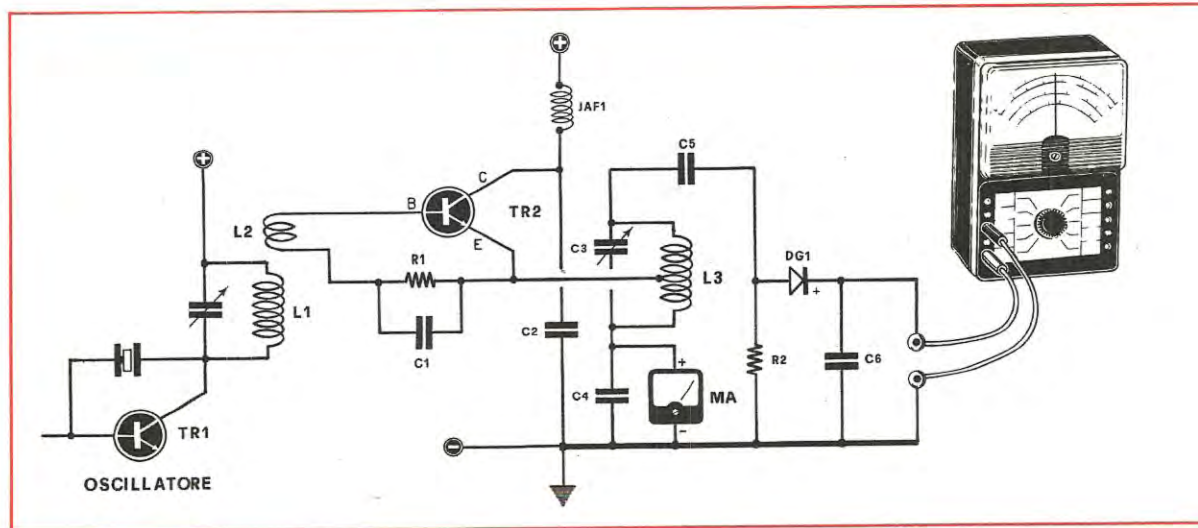 +
+
JAF1
C5
C
B
TR2
L2
E
C3
DG1
R1
L3
+
L1
C2
R2
C6
C1
+
C4
MA
-
TR1
-
OSCILLATORE